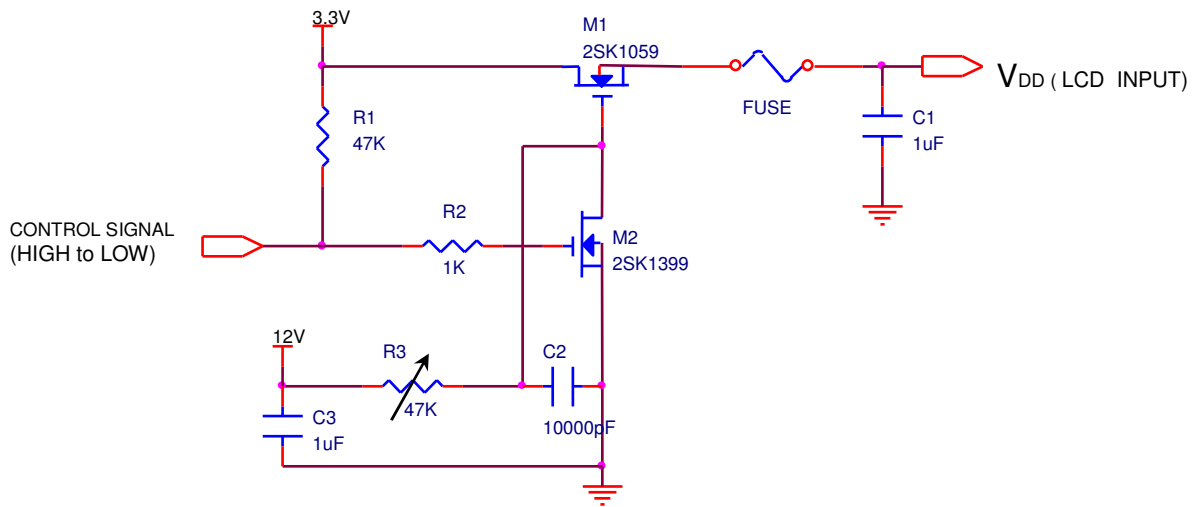 3.3V
M1
2SK1059
FUSE
VDD ( LCD INPUT)
C1
1uF
R1
47K
CONTROL SIGNAL
(HIGH to LOW)
R2
1K
M2
2SK1399
12V
R3
47K
C2
10000pF
C3
1uF